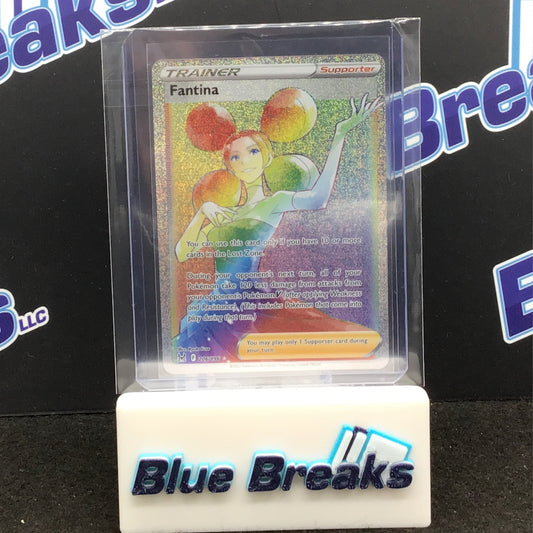 Breaks
Breaks
LLC
B
TRAINER Supporter
Fantina
You can use this card only if you have 10 or more
cards in the Lost Zone.
During your opponent's next turn, all of
your Pokémon take 120 less damage from attacks from
your opponent's Pokémon V (after applying Weakness
and Resistance). (This includes Pokémon that come into
play during that turn.)
You may play only 1 Supporter card during
your turn.
Blue Breaks